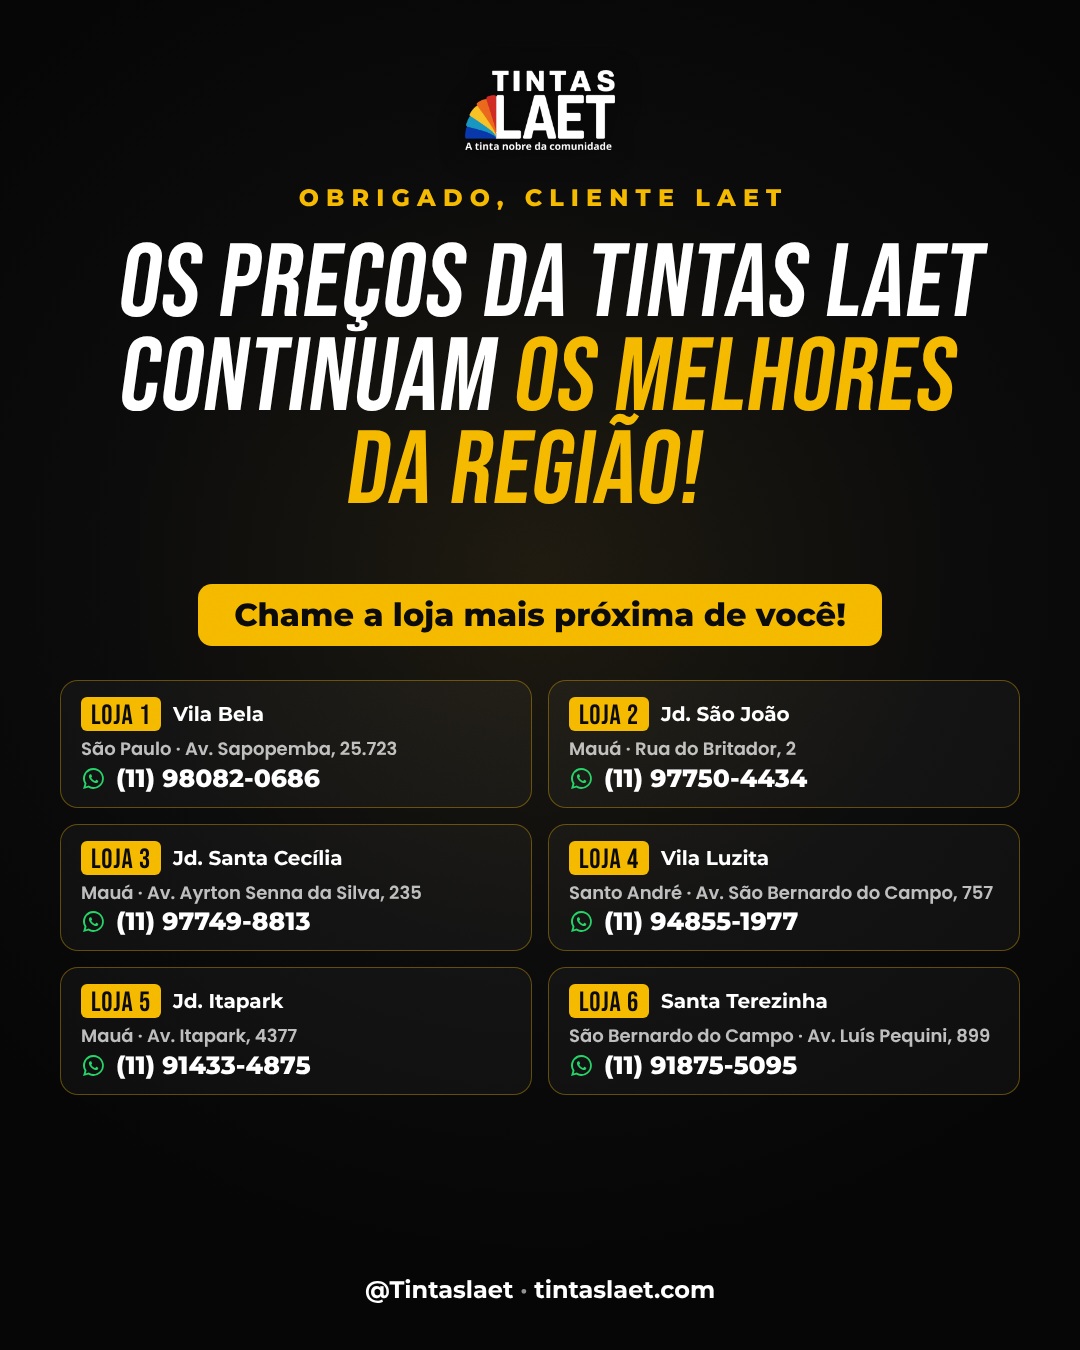 TINTAS
LAET
A tinta nobre da comunidade
OBRIGADO, CLIENTE LAET
OS PREÇOS DA TINTAS LAET
CONTINUAM OS MELHORES
DA REGIÃO!
Chame a loja mais próxima de você!
LOJA 1 Vila Bela
São Paulo · Av. Sapopemba, 25.723
(11) 98082-0686
LOJA 2 Jd. São João
Mauá · Rua do Britador, 2
(11) 97750-4434
LOJA 3 Jd. Santa Cecília
Mauá · Av. Ayrton Senna da Silva, 235
(11) 97749-8813
LOJA 4 Vila Luzita
Santo André · Av. São Bernardo do Campo, 757
(11) 94855-1977
LOJA 5 Jd. Itapark
Mauá · Av. Itapark, 4377
(11) 91433-4875
LOJA 6 Santa Terezinha
São Bernardo do Campo · Av. Luís Pequini, 899
(11) 91875-5095
@Tintaslaet · tintaslaet.com